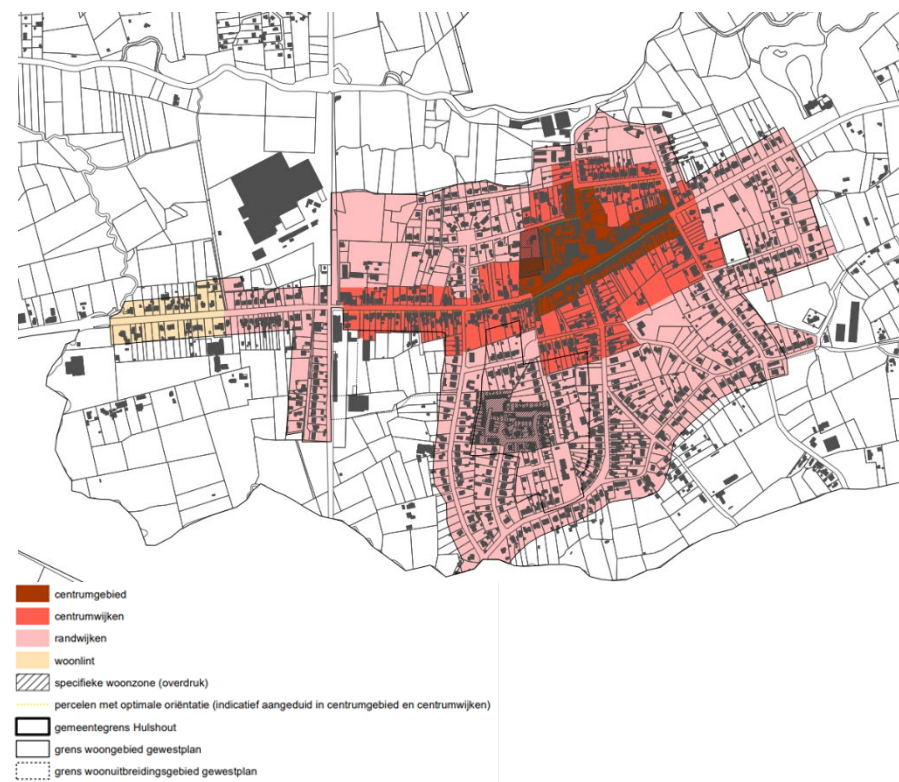 centrumgebied
centrumwijken
randwijken
woonlint
specifieke woonzone (overdruk)
percelen met optimale oriëntatie (indicatief aangeduid in centrumgebied en centrumwijken)
gemeentegrens Hulshout
grens woongebied gewestplan
grens woonuitbreidingsgebied gewestplan